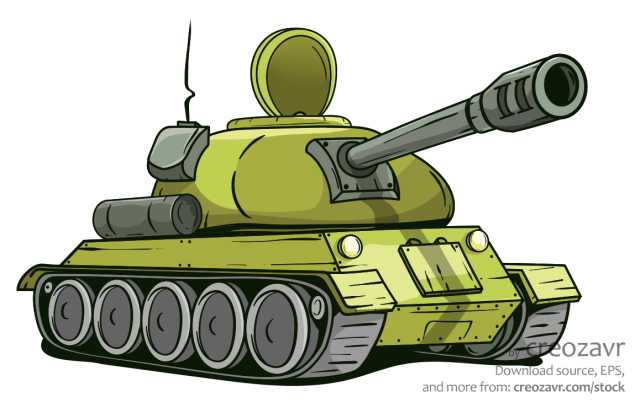 by creozavr
Download source, EPS,
and more from: creozavr.com/stock